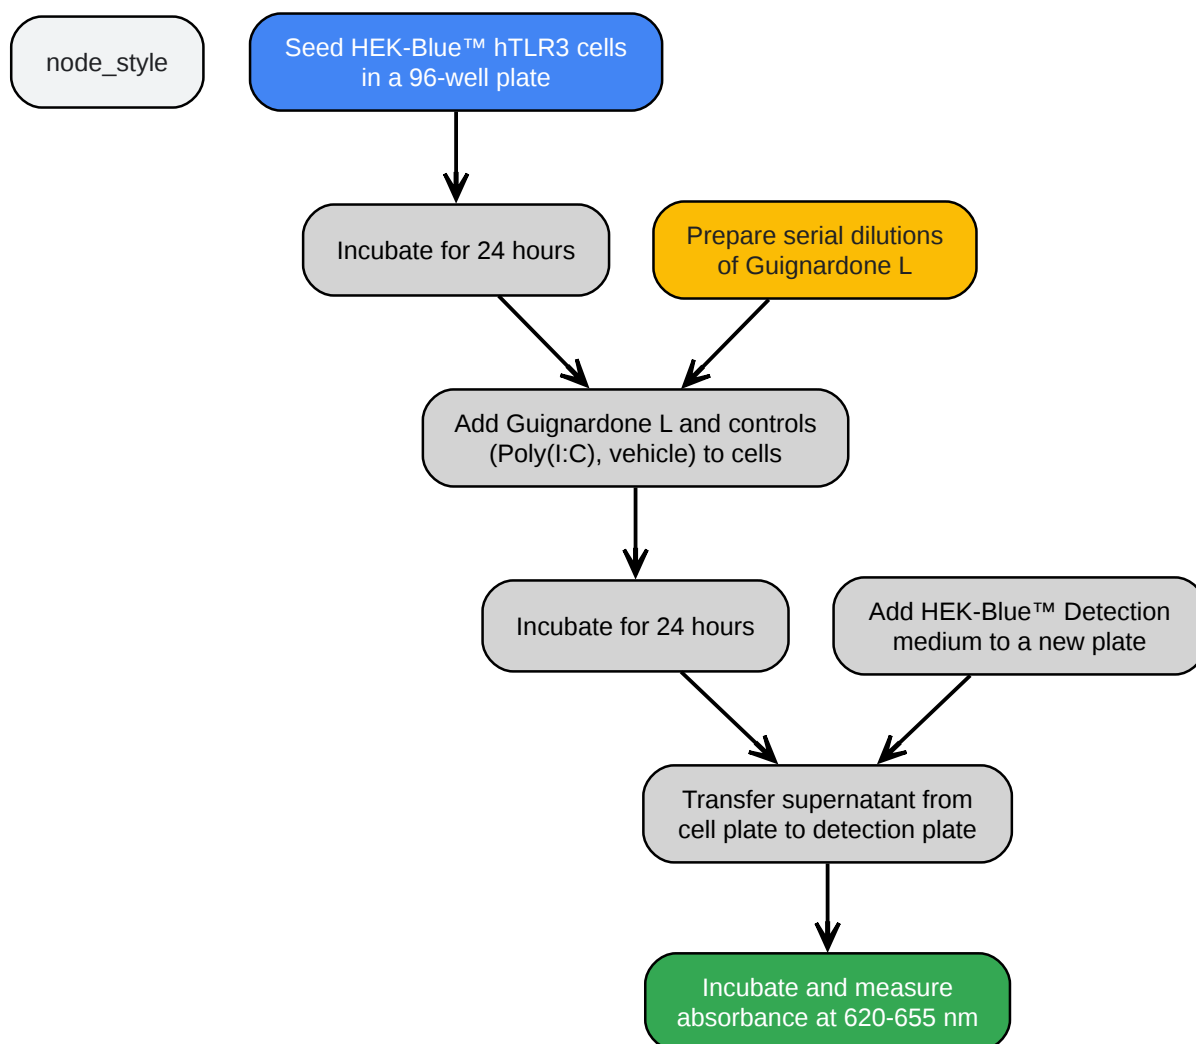 node_style
Seed HEK-Blue™ hTLR3 cells
in a 96-well plate
Incubate for 24 hours
Prepare serial dilutions
of Guignardone L
Add Guignardone L and controls
(Poly(I:C), vehicle) to cells
Incubate for 24 hours
Add HEK-Blue™ Detection
medium to a new plate
Transfer supernatant from
cell plate to detection plate
Incubate and measure
absorbance at 620-655 nm